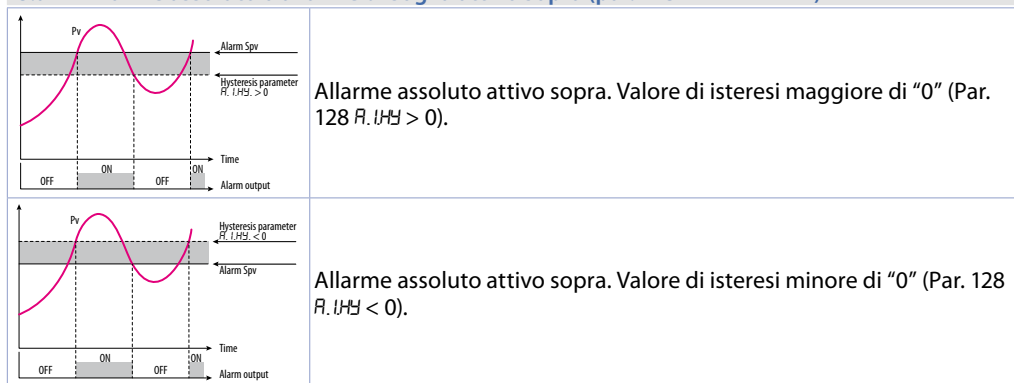 Pv
Alarm Spv
Hysteresis parameter
A.1.HY. > 0
Time
ON
ON
OFF
OFF
Alarm output
Allarme assoluto attivo sopra. Valore di isteresi maggiore di “0” (Par.
128 A.1.HY > 0).
Pv
Hysteresis parameter
A.1.HY. < 0
Alarm Spv
Time
ON
ON
OFF
OFF
Alarm output
Allarme assoluto attivo sopra. Valore di isteresi minore di “0” (Par. 128
A.1.HY < 0).